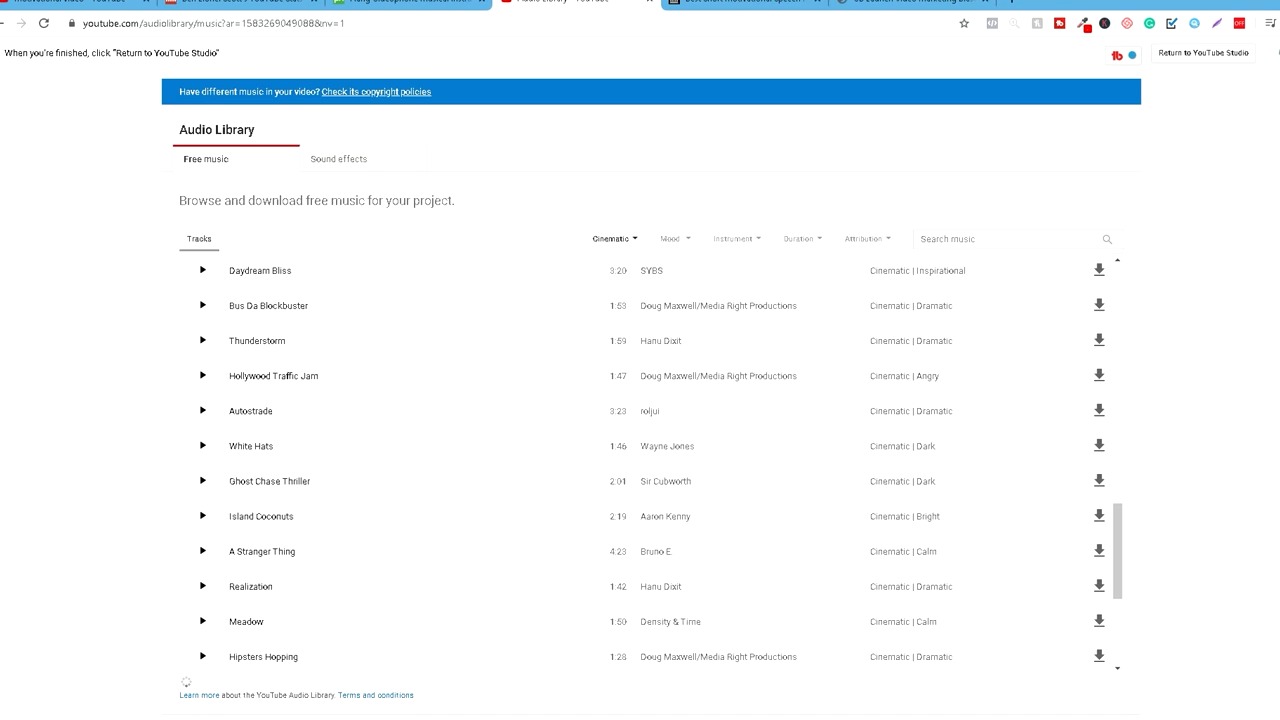 youtube.com/audiolibrary/music?ar=1583269049088&nv=1
When you're finished, click "Return to YouTube Studio"
Return to YouTube Studio
Have different music in your video? Check its copyright policies
Audio Library
Free music Sound effects
Browse and download free music for your project.
Tracks Cinematic Mood Instrument Duration Attribution Search music
Daydream Bliss 3:20 SYBS Cinematic | Inspirational
Bus Da Blockbuster 1:53 Doug Maxwell/Media Right Productions Cinematic | Dramatic
Thunderstorm 1:59 Hanu Dixit Cinematic | Dramatic
Hollywood Traffic Jam 1:47 Doug Maxwell/Media Right Productions Cinematic | Angry
Autostrade 3:23 roljui Cinematic | Dramatic
White Hats 1:46 Wayne Jones Cinematic | Dark
Ghost Chase Thriller 2:01 Sir Cubworth Cinematic | Dark
Island Coconuts 2:19 Aaron Kenny Cinematic | Bright
A Stranger Thing 4:23 Bruno E. Cinematic | Calm
Realization 1:42 Hanu Dixit Cinematic | Dramatic
Meadow 1:50 Density & Time Cinematic | Calm
Hipsters Hopping 1:28 Doug Maxwell/Media Right Productions Cinematic | Dramatic
Learn more about the YouTube Audio Library. Terms and conditions